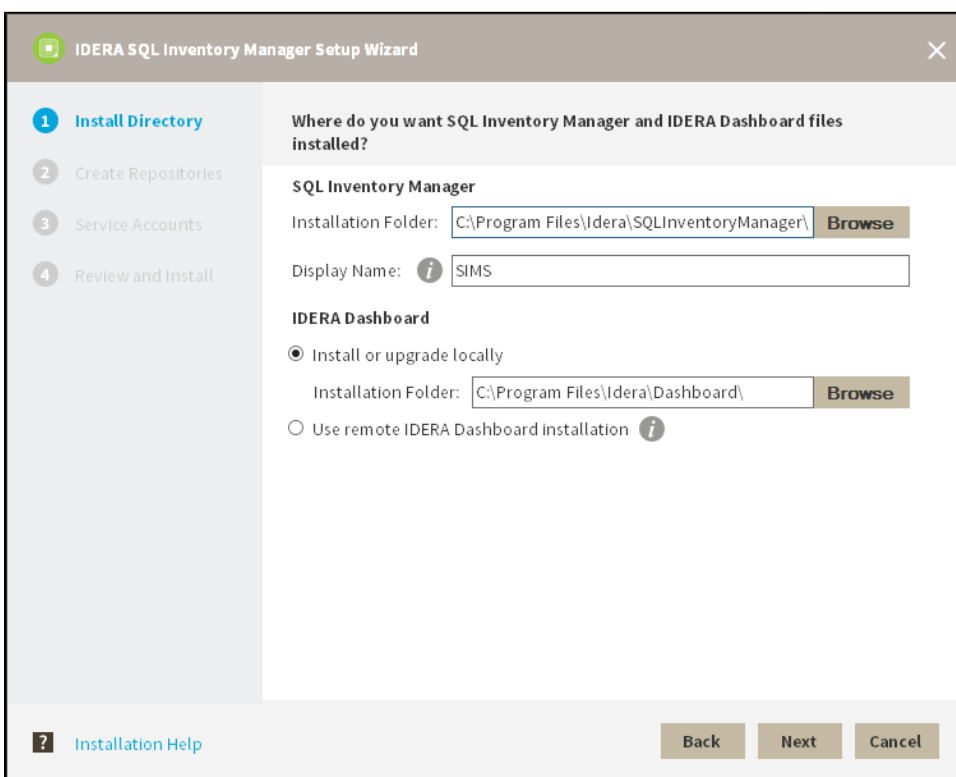 IDERA SQL Inventory Manager Setup Wizard
1 Install Directory
2 Create Repositories
3 Service Accounts
4 Review and Install
Where do you want SQL Inventory Manager and IDERA Dashboard files
installed?
SQL Inventory Manager
Installation Folder: C:\Program Files\Idera\SQLInventoryManager\ Browse
Display Name: i SIMS
IDERA Dashboard
Install or upgrade locally
Installation Folder: C:\Program Files\Idera\Dashboard\ Browse
Use remote IDERA Dashboard installation i
? Installation Help
Back Next Cancel